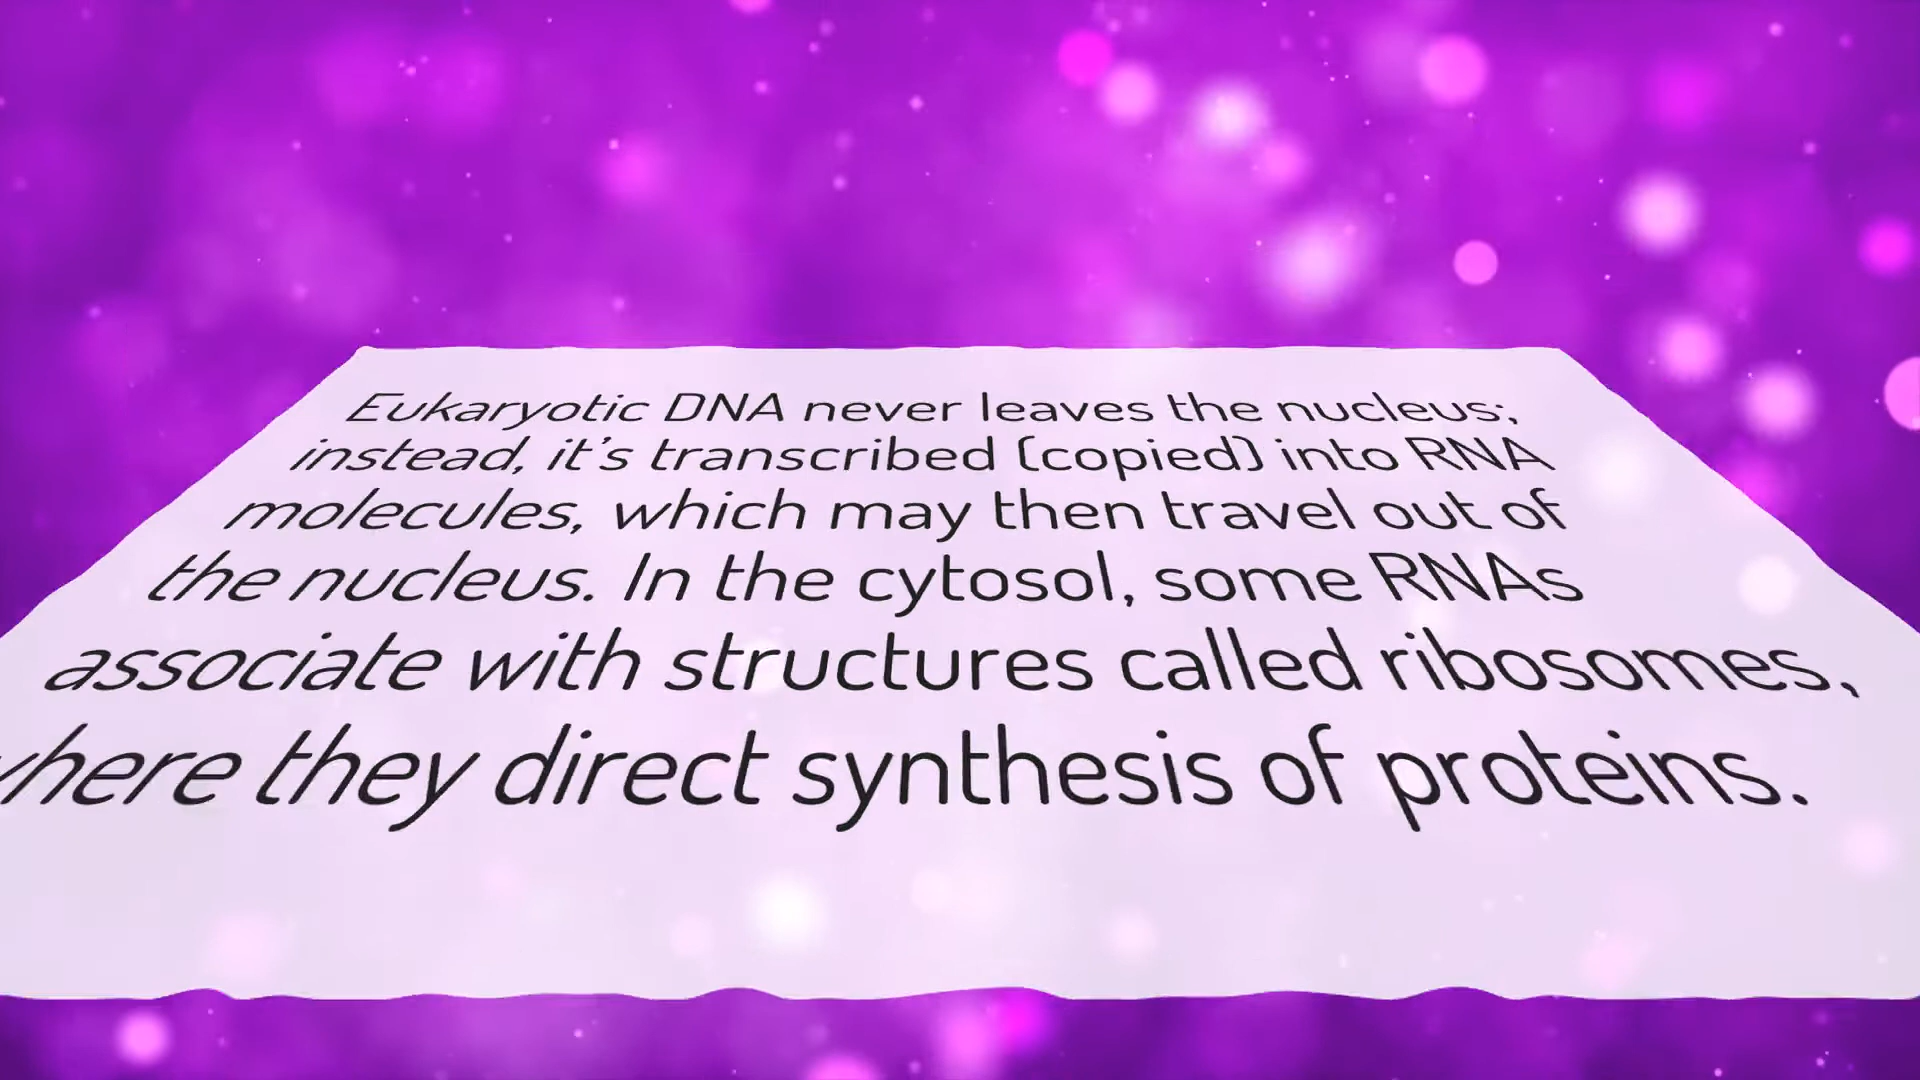 Eukaryotic DNA never leaves the nucleus;
instead, it's transcribed (copied) into RNA
molecules, which may then travel out of
the nucleus. In the cytosol, some RNAs
associate with structures called ribosomes,
where they direct synthesis of proteins.